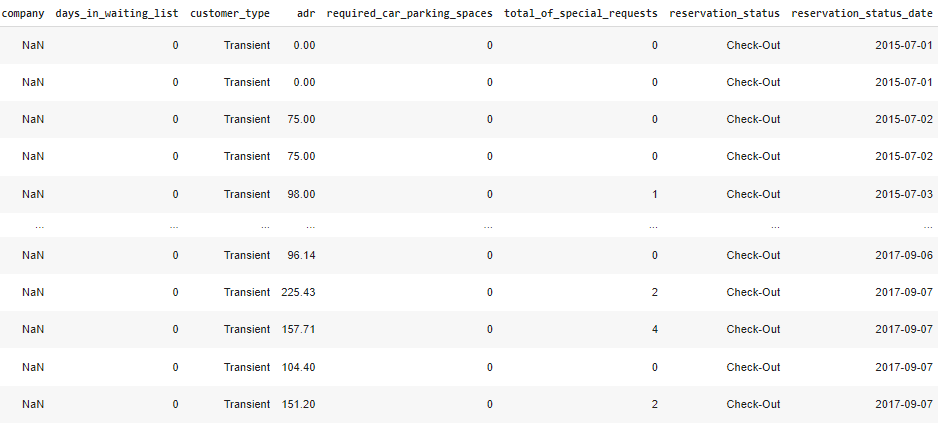 company days_in_waiting_list customer_type adr required_car_parking_spaces total_of_special_requests reservation_status reservation_status_date
NaN 0 Transient 0.00 0 0 Check-Out 2015-07-01
NaN 0 Transient 0.00 0 0 Check-Out 2015-07-01
NaN 0 Transient 75.00 0 0 Check-Out 2015-07-02
NaN 0 Transient 75.00 0 0 Check-Out 2015-07-02
NaN 0 Transient 98.00 0 1 Check-Out 2015-07-03
... ... ... ... ... ... ... ...
NaN 0 Transient 96.14 0 0 Check-Out 2017-09-06
NaN 0 Transient 225.43 0 2 Check-Out 2017-09-07
NaN 0 Transient 157.71 0 4 Check-Out 2017-09-07
NaN 0 Transient 104.40 0 0 Check-Out 2017-09-07
NaN 0 Transient 151.20 0 2 Check-Out 2017-09-07